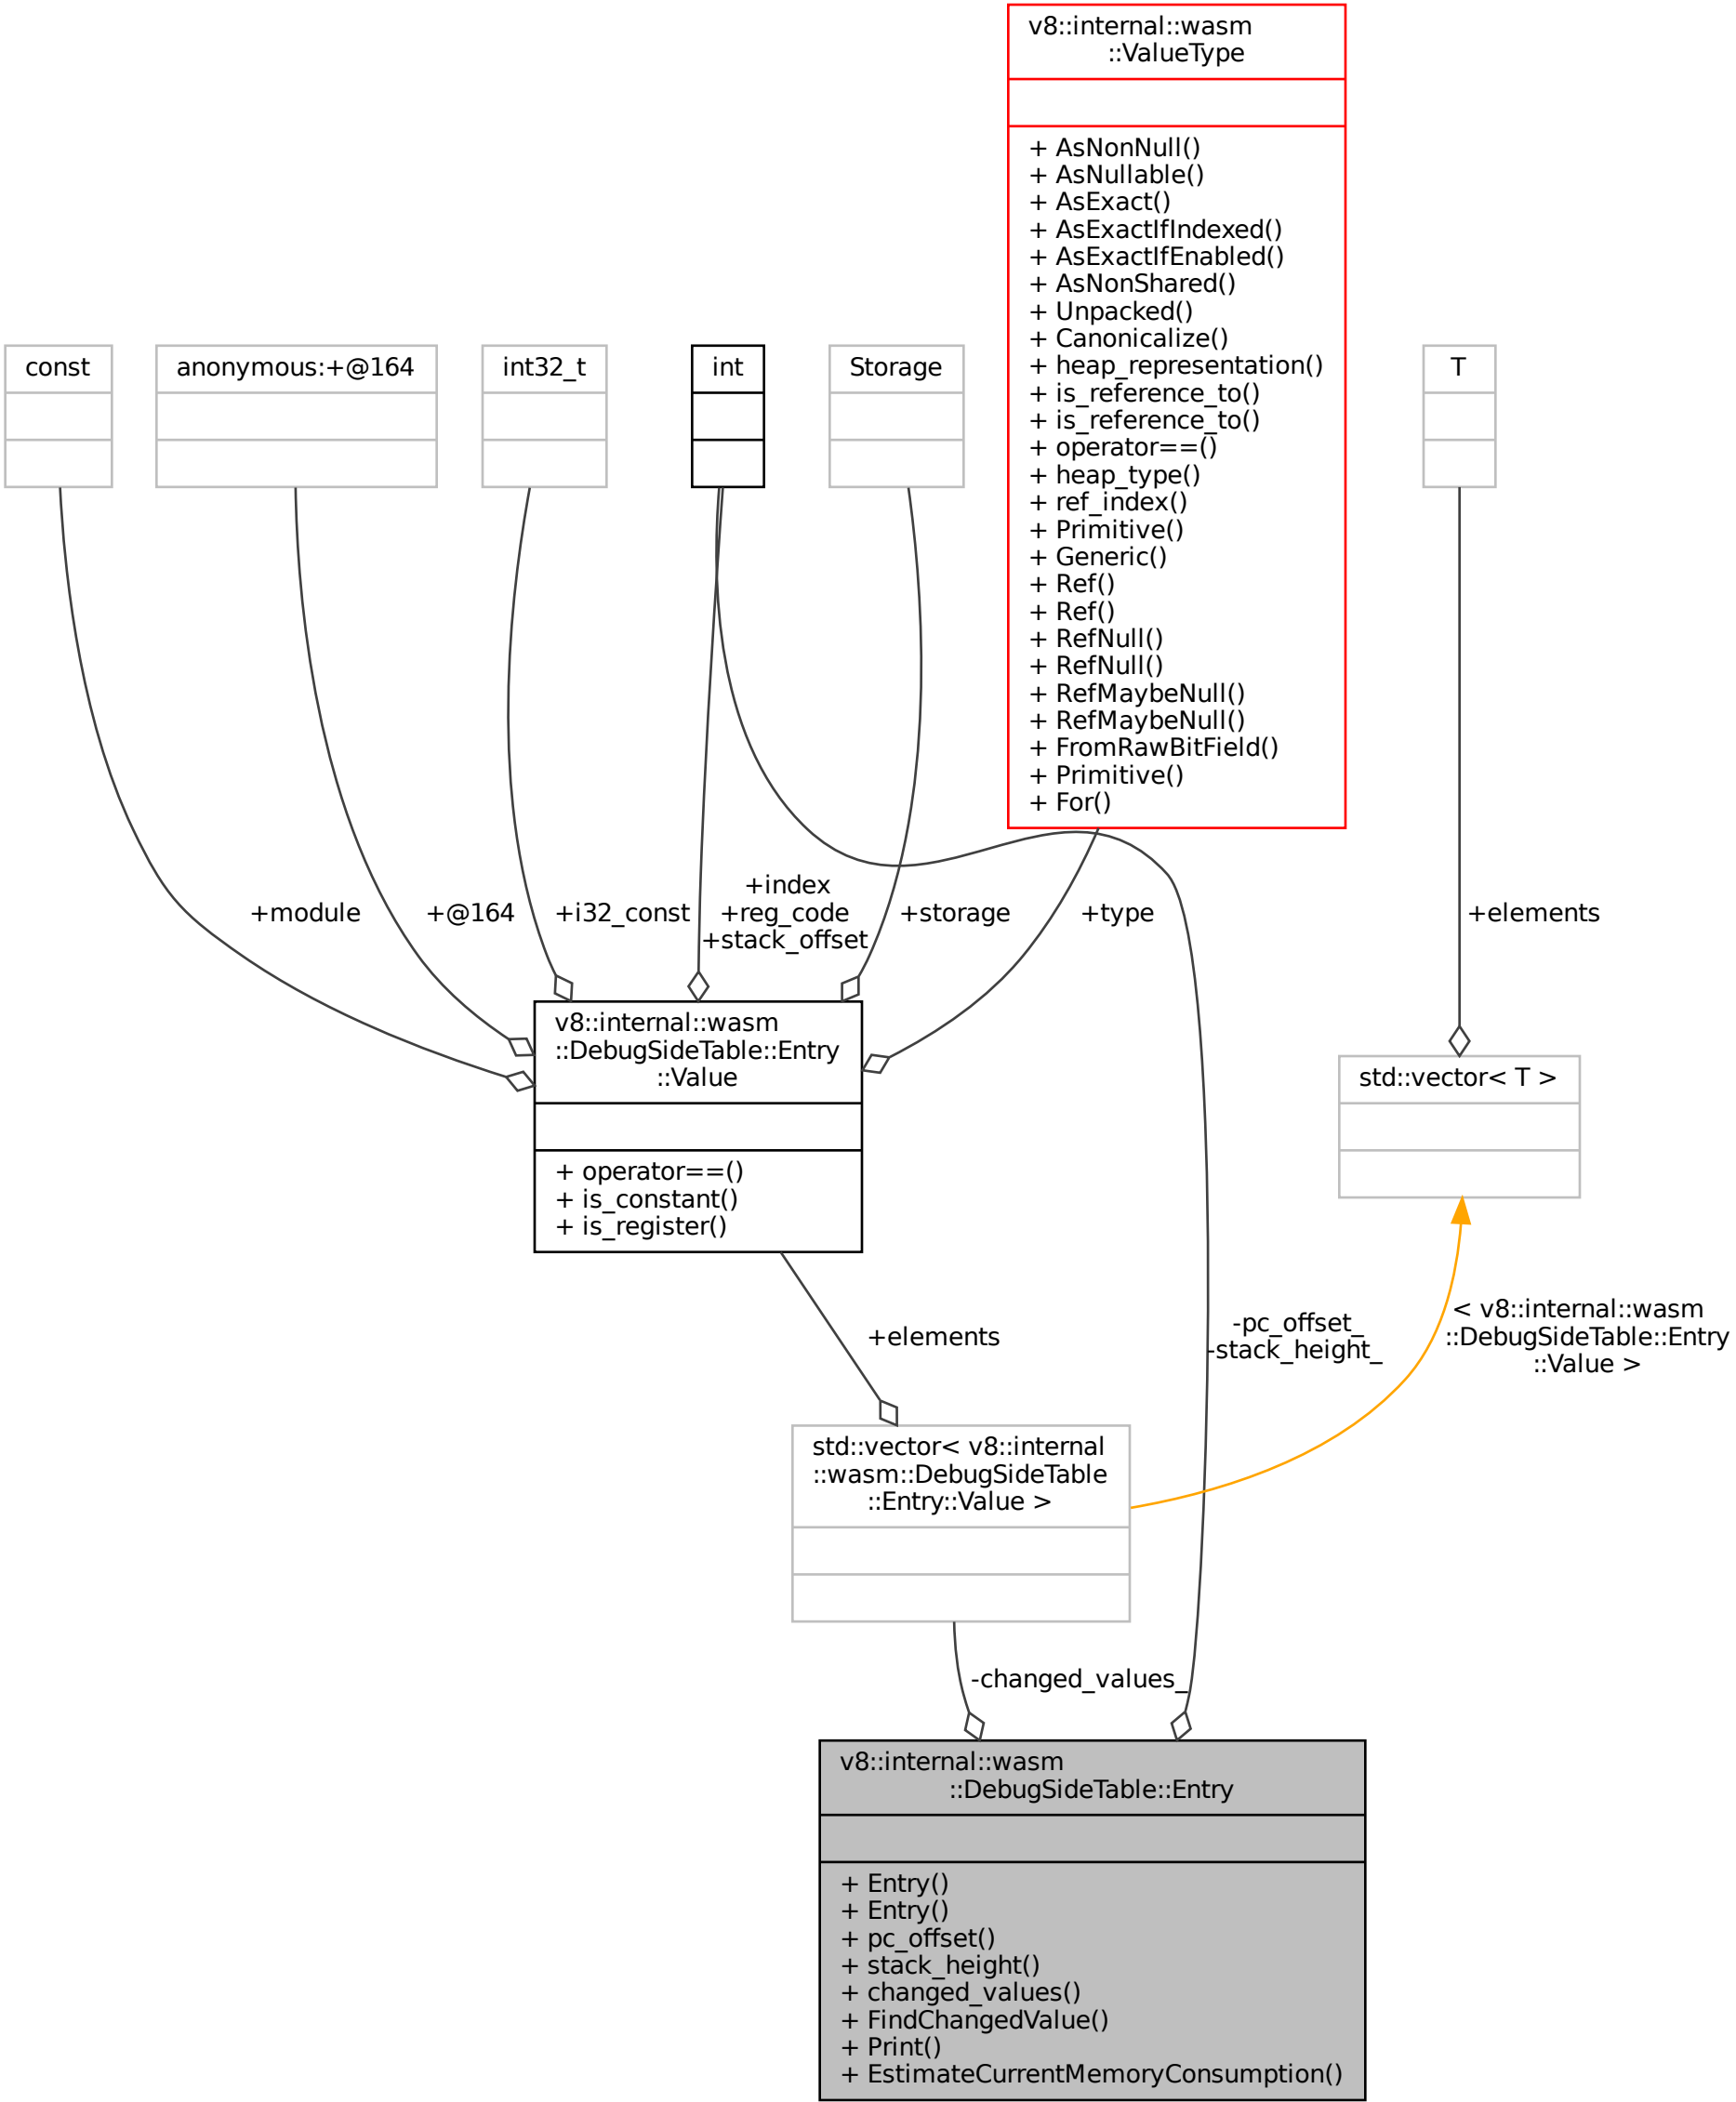 v8::internal::wasm
::ValueType
+ AsNonNull()
+ AsNullable()
+ AsExact()
+ AsExactIfIndexed()
+ AsExactIfEnabled()
+ AsNonShared()
+ Unpacked()
+ Canonicalize()
+ heap_representation()
+ is_reference_to()
+ is_reference_to()
+ operator==()
+ heap_type()
+ ref_index()
+ Primitive()
+ Generic()
+ Ref()
+ Ref()
+ RefNull()
+ RefNull()
+ RefMaybeNull()
+ RefMaybeNull()
+ FromRawBitField()
+ Primitive()
+ For()
const
anonymous:+@164
int32_t
int
Storage
T
+module
+@164
+i32_const
+index
+reg_code
+stack_offset
+storage
+type
+elements
v8::internal::wasm
::DebugSideTable::Entry
::Value
+ operator==()
+ is_constant()
+ is_register()
std::vector< T >
+elements
-pc_offset_
-stack_height_
< v8::internal::wasm
::DebugSideTable::Entry
::Value >
std::vector< v8::internal
::wasm::DebugSideTable
::Entry::Value >
-changed_values_
v8::internal::wasm
::DebugSideTable::Entry
+ Entry()
+ Entry()
+ pc_offset()
+ stack_height()
+ changed_values()
+ FindChangedValue()
+ Print()
+ EstimateCurrentMemoryConsumption()